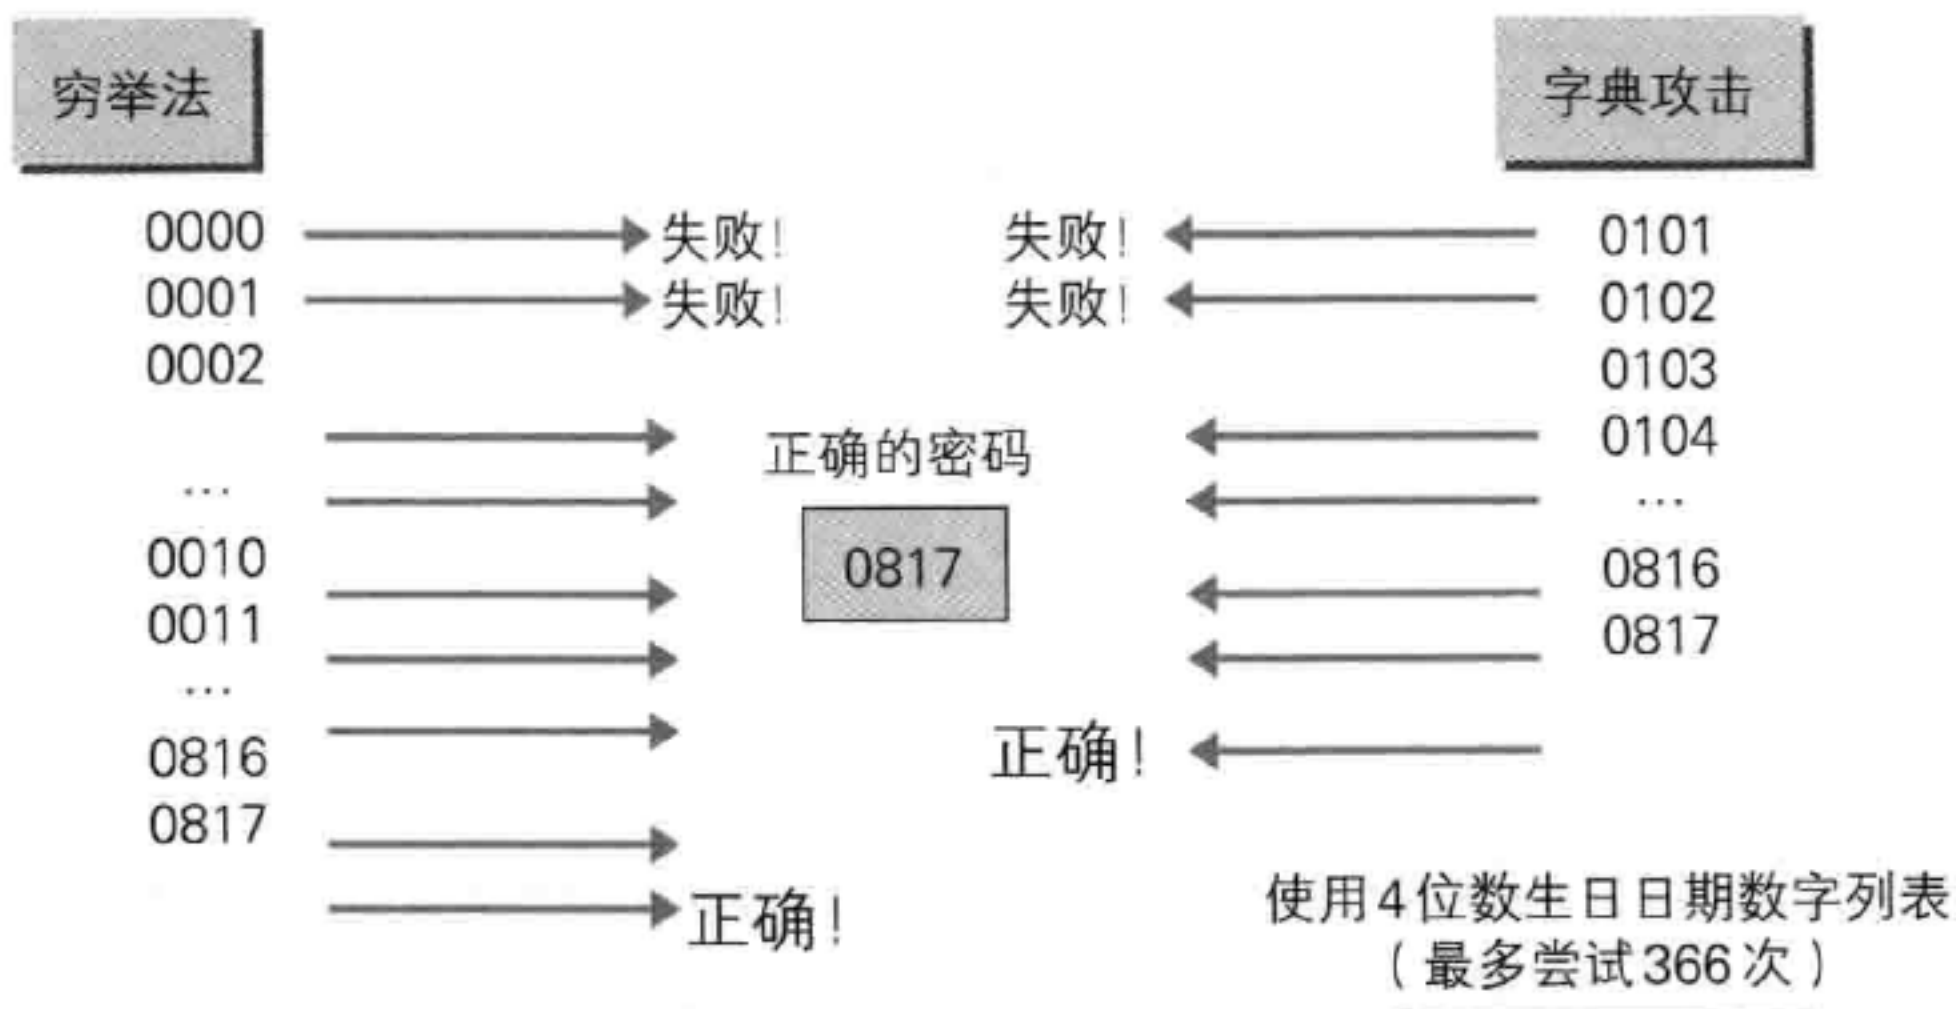 穷举法
0000
失败！
0001
失败！
0002
…
0010
0011
…
0816
0817
正确！
正确的密码
0817
字典攻击
失败！
0101
失败！
0102
0103
0104
…
0816
0817
正确！
使用4位数生日日期数字列表
（最多尝试366次）